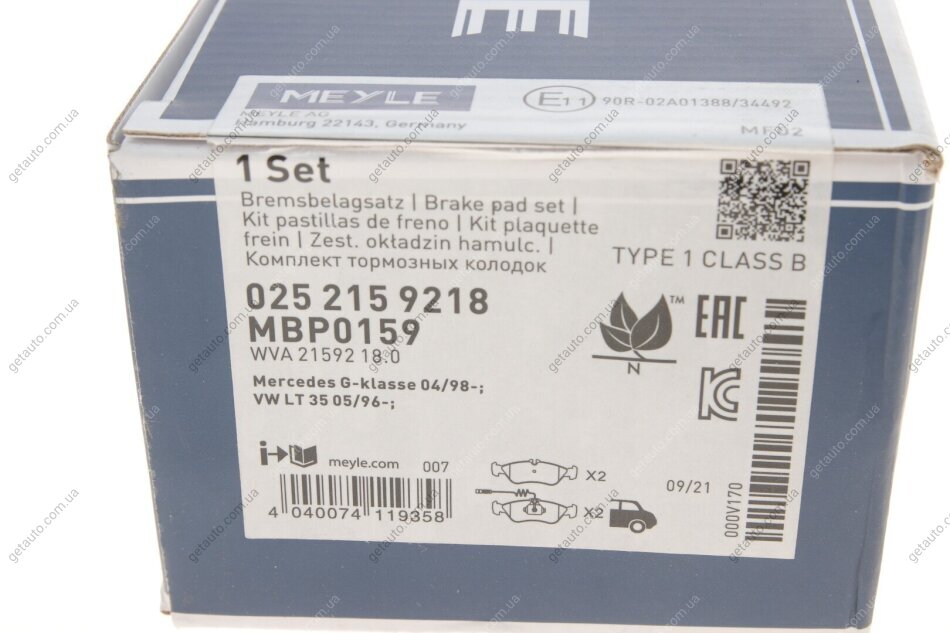 MEYLE
MEYLE AG
Hamburg 22143, Germany
E11 90R-02A01388/34492
1 Set
Bremsbelagsatz | Brake pad set |
Kit pastillas de freno | Kit plaquette
frein | Zest. okładzin hamulc. |
Комплект тормозных колодок
TYPE 1 CLASS B
025 215 9218
MBP0159
WVA 21592 18.0
Mercedes G-klasse 04/98-;
VW LT 35 05/96-;
TM
N
EAC
meyle.com 007
4 040074 119358
X2
X2
09/21
000V170
getauto.com.ua